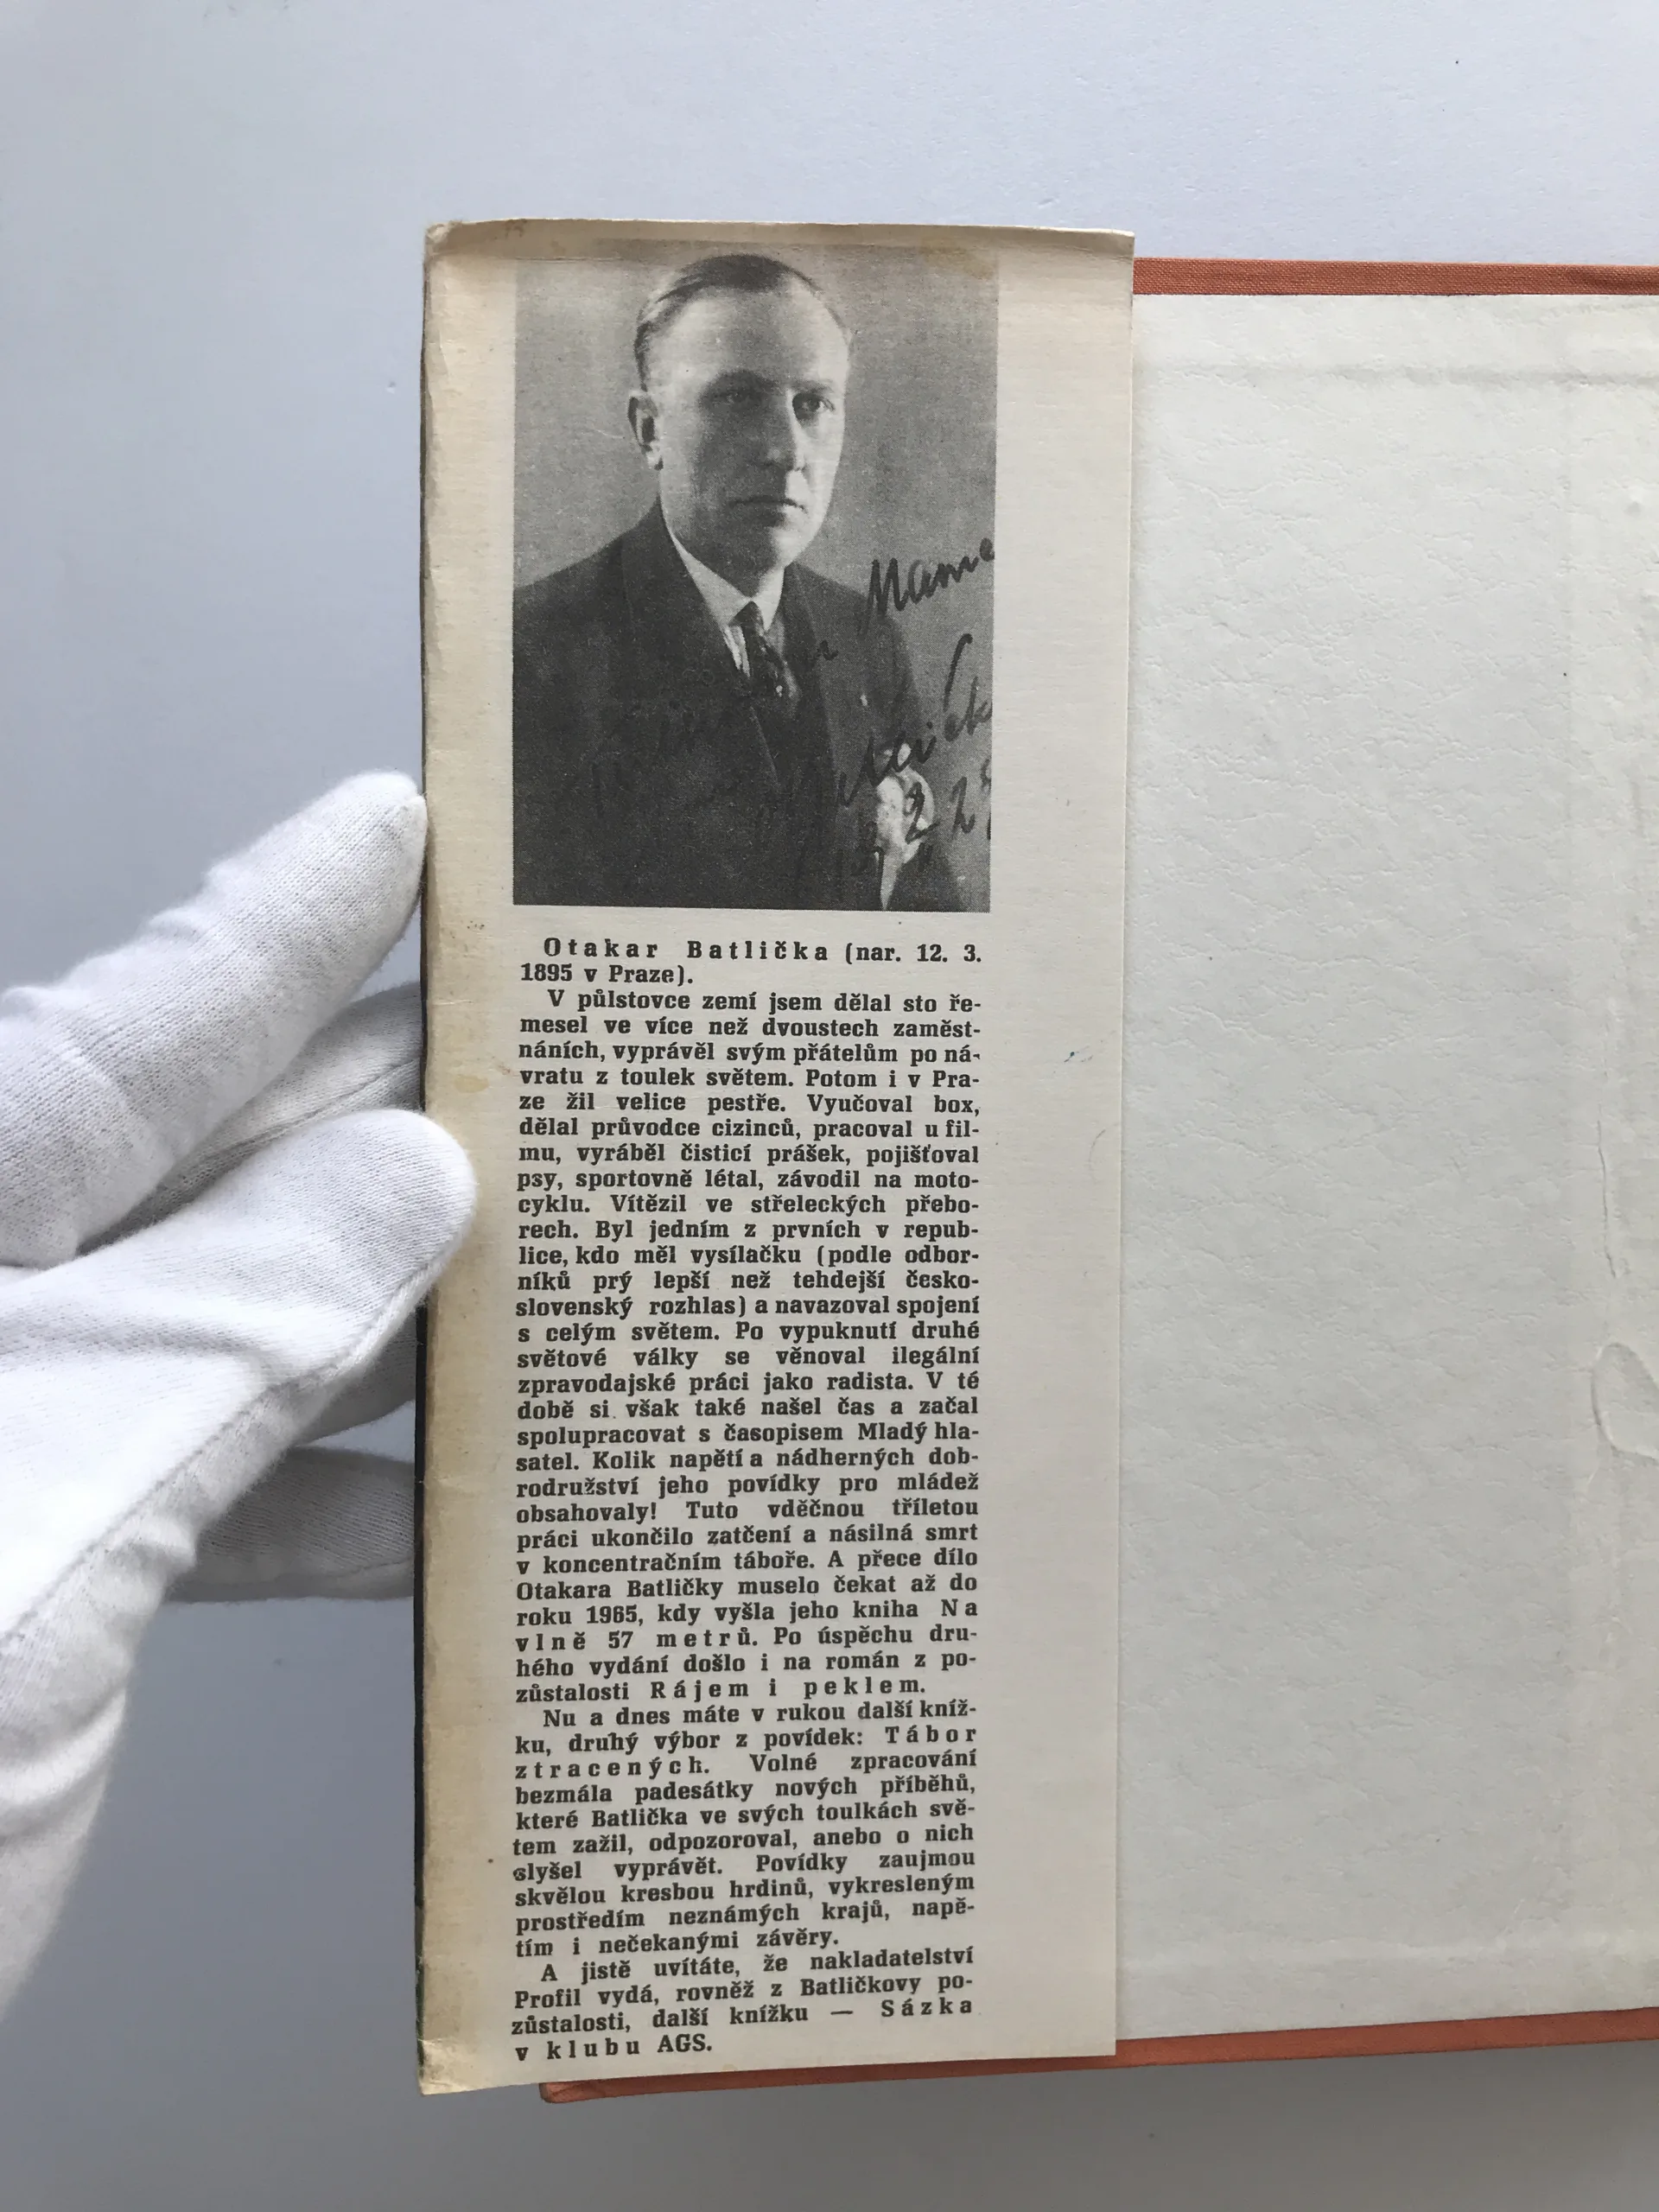 Otakar Batlička (nar. 12. 3.
1895 v Praze).
V půlstovce zemí jsem dělal sto ře-
mesel ve více než dvoustech zaměst-
náních, vyprávěl svým přátelům po ná-
vratu z toulek světem. Potom i v Pra-
ze žil velice pestře. Vyučoval box,
dělal průvodce cizinců, pracoval u fil-
mu, vyráběl čisticí prášek, pojišťoval
psy, sportovně létal, závodil na moto-
cyklu. Vítězil ve střeleckých přebo-
rech. Byl jedním z prvních v repub-
lice, kdo měl vysílačku (podle odbor-
níků prý lepší než tehdejší česko-
slovenský rozhlas) a navazoval spojení
s celým světem. Po vypuknutí druhé
světové války se věnoval ilegální
zpravodajské práci jako radista. V té
době si však také našel čas a začal
spolupracovat s časopisem Mladý hla-
satel. Kolik napětí a nádherných dob-
rodružství jeho povídky pro mládež
obsahovaly! Tuto vděčnou tříletou
práci ukončilo zatčení a násilná smrt
v koncentračním táboře. A přece dílo
Otakara Batličky muselo čekat až do
roku 1965, kdy vyšla jeho kniha Na
vlně 57 metrů. Po úspěchu dru-
hého vydání došlo i na román z po-
zůstalosti Rájem i peklem.
Nu a dnes máte v rukou další kníž-
ku, druhý výbor z povídek: Tábor
ztracených. Volné zpracování
bezmála padesátky nových příběhů,
které Batlička ve svých toulkách svě-
tem zažil, odpozoroval, anebo o nich
slyšel vyprávět. Povídky zaujmou
skvělou kresbou hrdinů, vykresleným
prostředím neznámých krajů, napě-
tím i nečekanými závěry.
A jistě uvítáte, že nakladatelství
Profil vydá, rovněž z Batličkovy po-
zůstalosti, další knížku — Sázka
v klubu AGS.